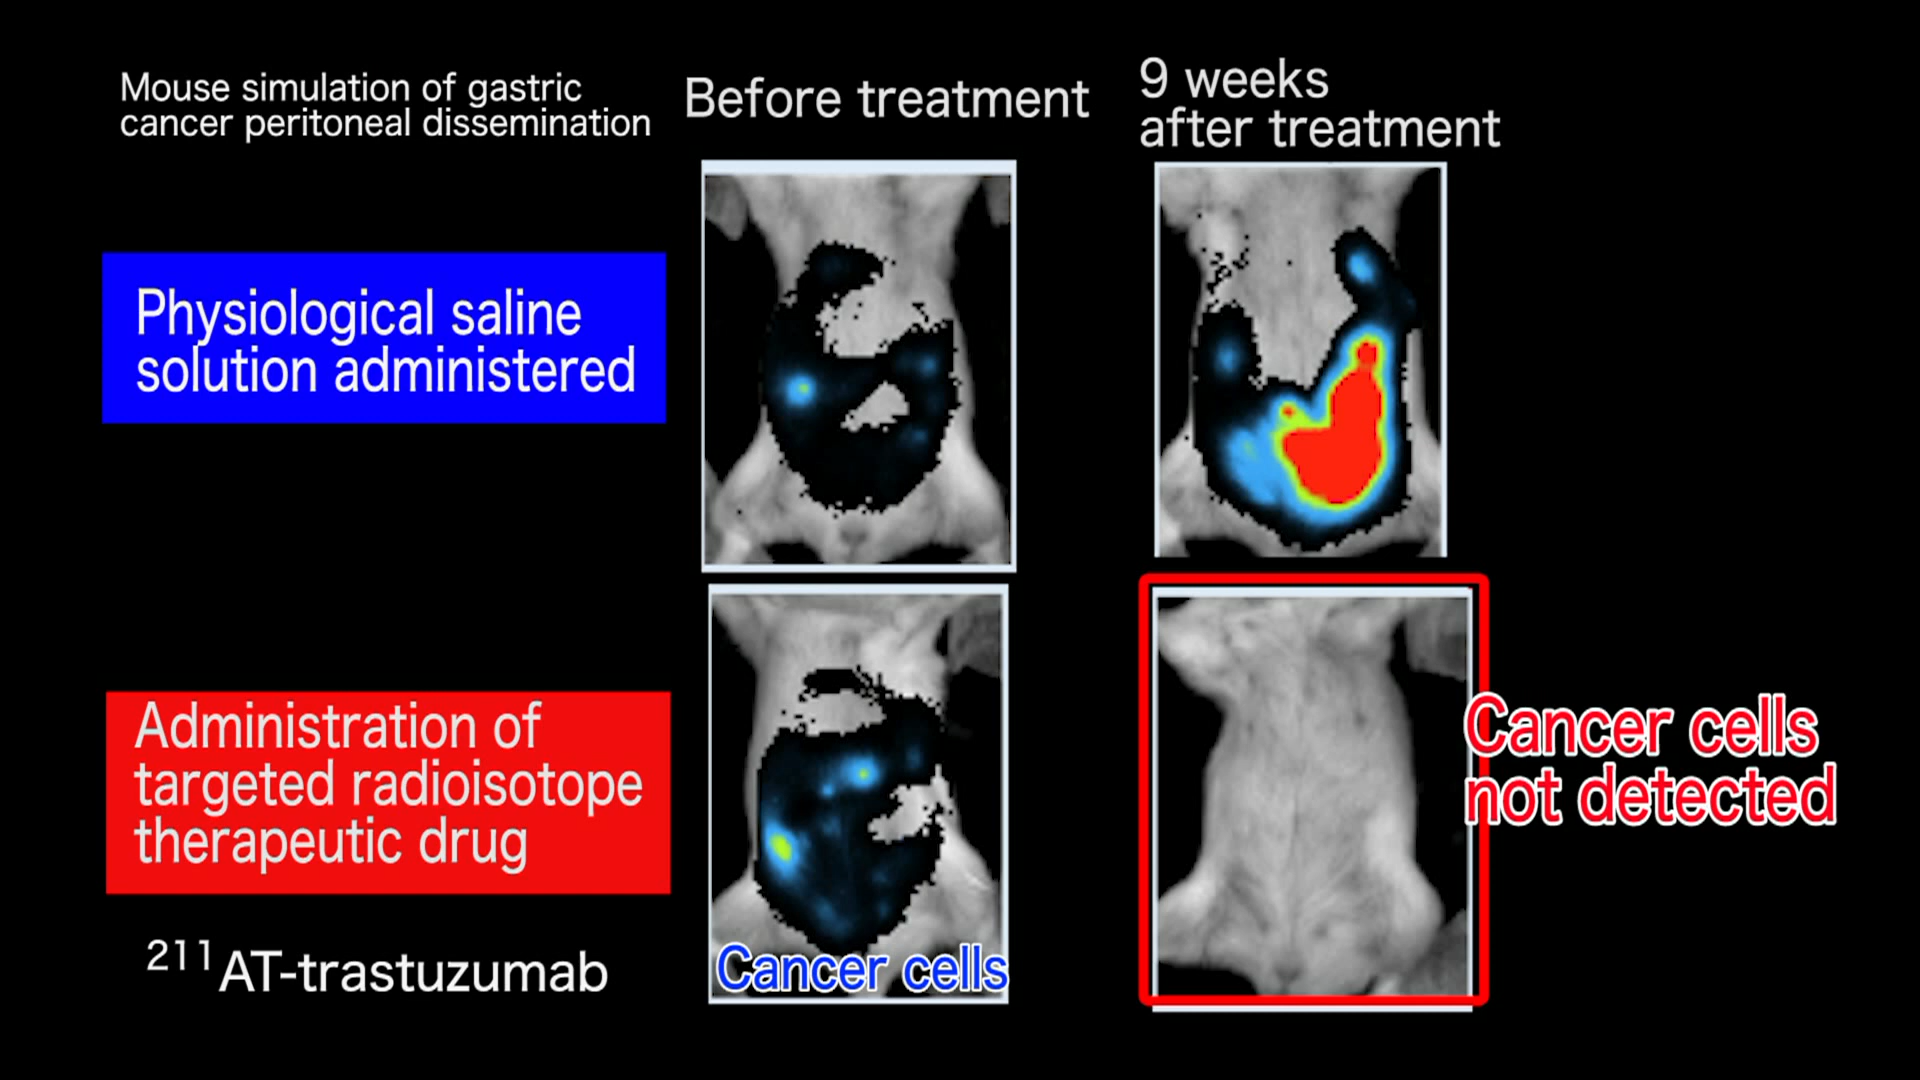 Mouse simulation of gastric
cancer peritoneal dissemination
Before treatment
9 weeks
after treatment
Physiological saline
solution administered
Administration of
targeted radioisotope
therapeutic drug
Cancer cells
not detected
²¹¹AT-trastuzumab
Cancer cells